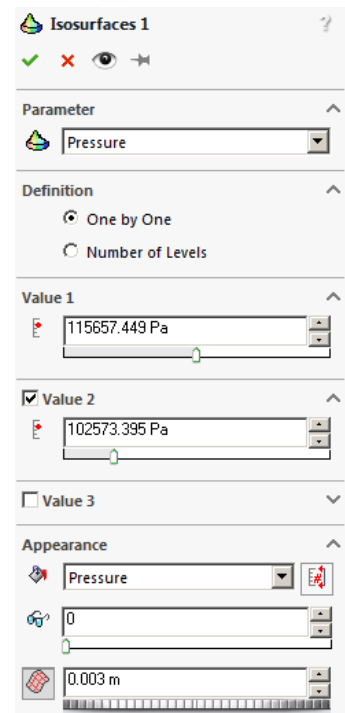 Isosurfaces 1
?
Parameter
Pressure
Definition
One by One
Number of Levels
Value 1
115657.449 Pa
Value 2
102573.395 Pa
Value 3
Appearance
Pressure
0
0.003 m